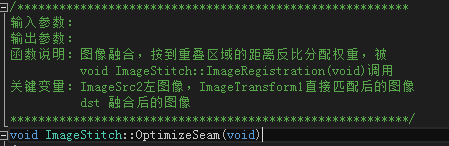 /*********************************************************
输入参数:
输出参数:
函数说明: 图像融合, 按到重叠区域的距离反比分配权重, 被
void ImageStitch::ImageRegistration(void)调用
关键变量: ImageSrc2左图像, ImageTransform1直接匹配后的图像
dst 融合后的图像
*********************************************************/
void ImageStitch::OptimizeSeam(void)